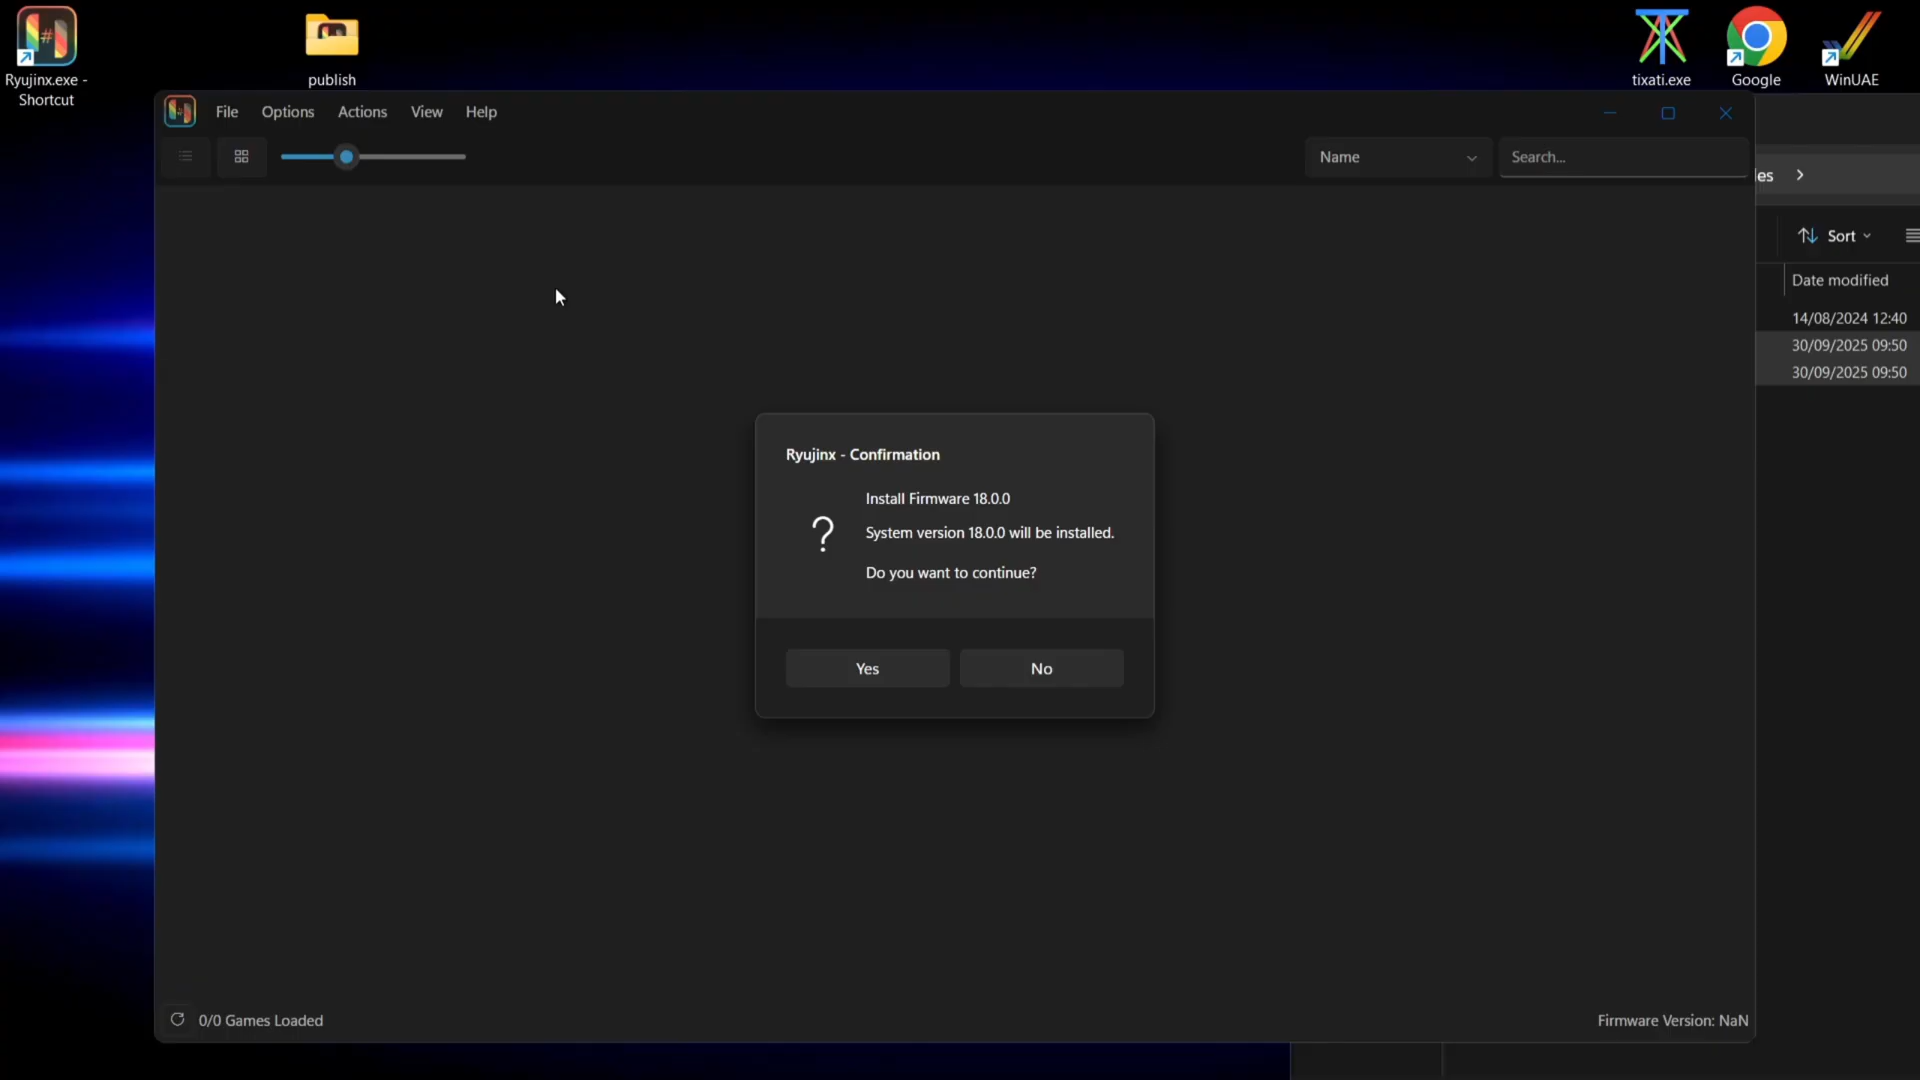 Ryujinx.exe -
Shortcut
publish
tixati.exe
Google
WinUAE
File Options Actions View Help
Name
Search...
es
Sort
Date modified
14/08/2024 12:40
30/09/2025 09:50
30/09/2025 09:50
Ryujinx - Confirmation
Install Firmware 18.0.0
System version 18.0.0 will be installed.
Do you want to continue?
Yes
No
0/0 Games Loaded
Firmware Version: NaN